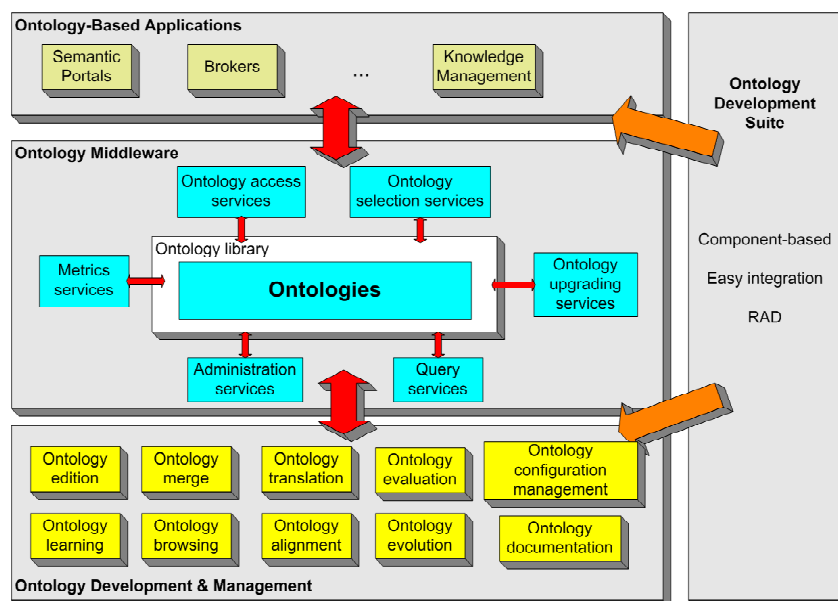 Ontology-Based Applications
Semantic
Portals
Brokers
...
Knowledge
Management
Ontology
Development
Suite
Component-based
Easy integration
RAD
Ontology Middleware
Ontology access
services
Ontology
selection services
Ontology library
Ontologies
Metrics
services
Ontology
upgrading
services
Administration
services
Query
services
Ontology
edition
Ontology
merge
Ontology
translation
Ontology
evaluation
Ontology
configuration
management
Ontology
learning
Ontology
browsing
Ontology
alignment
Ontology
evolution
Ontology
documentation
Ontology Development & Management